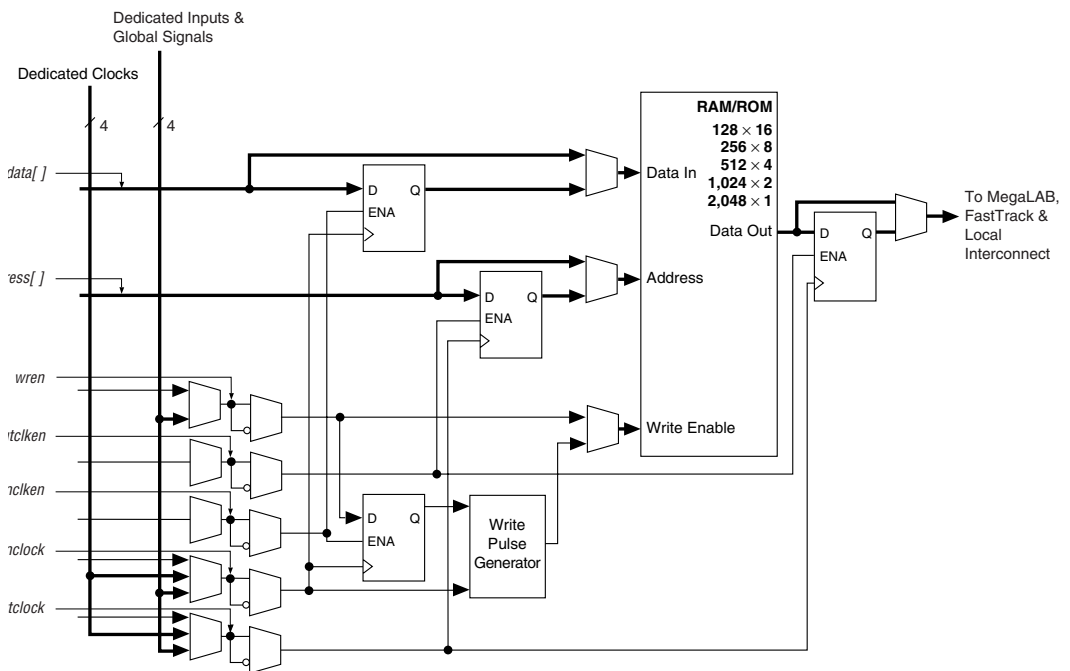 Dedicated Inputs &
Global Signals
Dedicated Clocks
4
4
RAM/ROM
128 × 16
256 × 8
512 × 4
1,024 × 2
2,048 × 1
data[ ]
D
Q
ENA
Data In
Data Out
D
Q
ENA
To MegaLAB,
FastTrack &
Local
Interconnect
ress[ ]
D
Q
ENA
Address
wren
Write Enable
tclken
clken
D
Q
ENA
Write
Pulse
Generator
clock
tclock